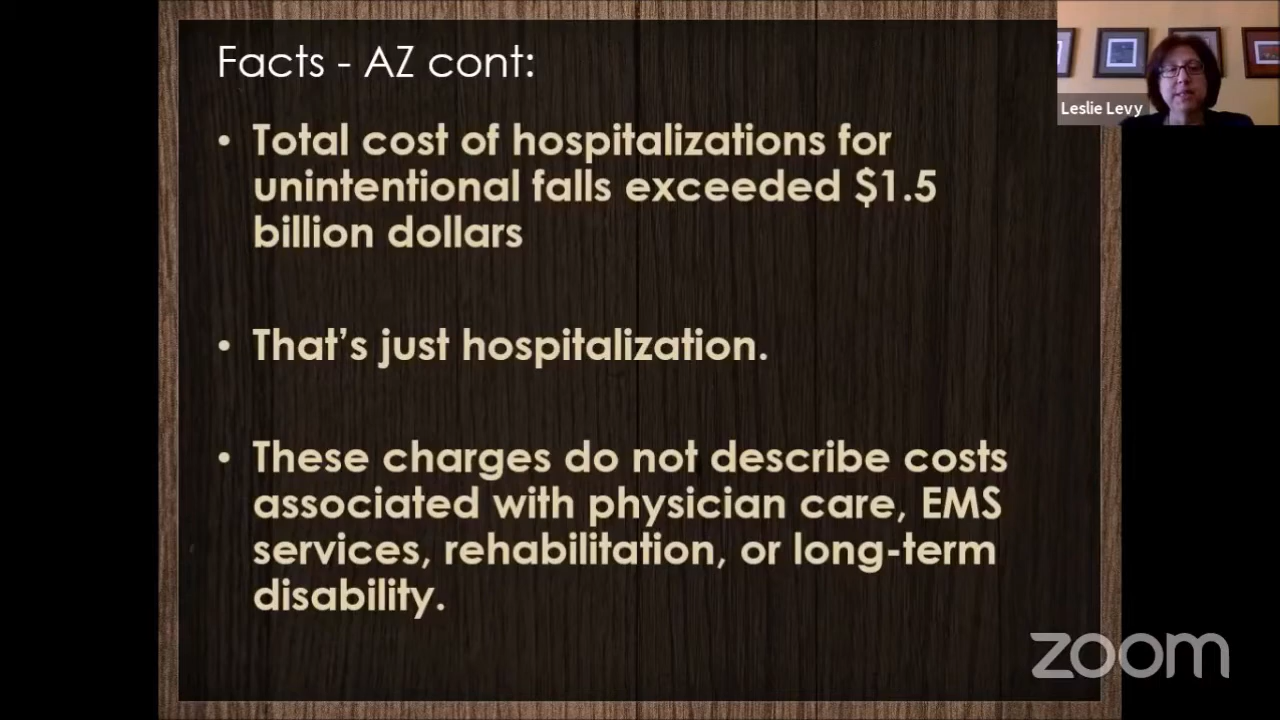 Facts - AZ cont:
Leslie Levy
• Total cost of hospitalizations for
unintentional falls exceeded $1.5
billion dollars
• That's just hospitalization.
• These charges do not describe costs
associated with physician care, EMS
services, rehabilitation, or long-term
disability.
zoom